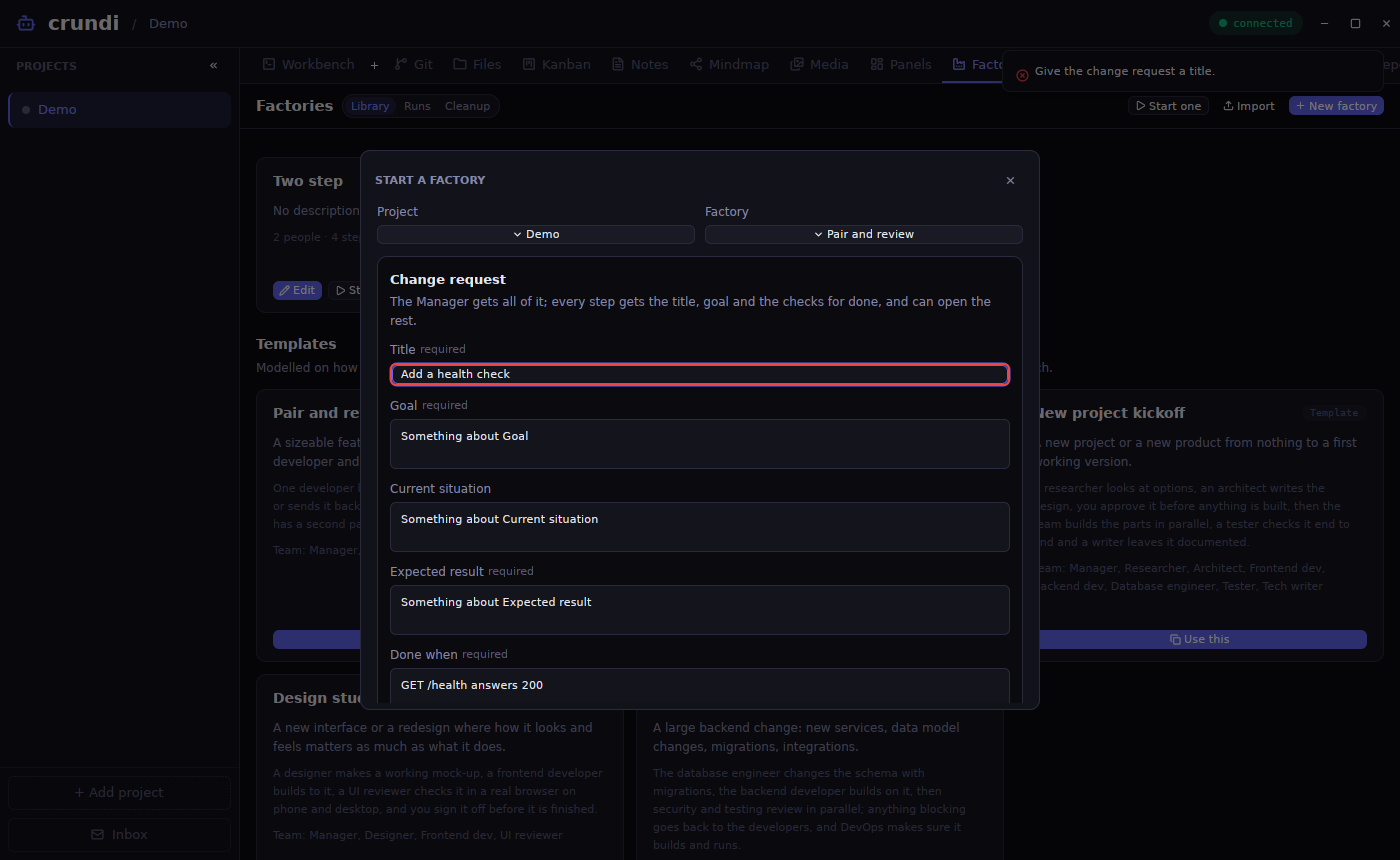 crundi / Demo
connected
PROJECTS
Demo
Workbench
Git
Files
Kanban
Notes
Mindmap
Media
Panels
Give the change request a title.
Factories
Library
Runs
Cleanup
Start one
Import
+ New factory
Two step
No description
2 people · 4
Edit
START A FACTORY
Project
Factory
Demo
Pair and review
Change request
The Manager gets all of it; every step gets the title, goal and the checks for done, and can open the
rest.
Title required
Add a health check
Goal required
Something about Goal
Current situation
Something about Current situation
Expected result required
Something about Expected result
Done when required
GET /health answers 200
Templates
Modelled on how
Pair and
A sizeable
developer and
One developer
or sends it back
has a second
Team: Manager,
New project kickoff
Template
new project or a new product from nothing to a first
working version.
researcher looks at options, an architect writes the
design, you approve it before anything is built, then the
team builds the parts in parallel, a tester checks it end to
end and a writer leaves it documented.
Team: Manager, Researcher, Architect, Frontend dev,
Backend dev, Database engineer, Tester, Tech writer
Use this
Design
A new interface or a redesign where how it looks and
feels matters as much as what it does.
A designer makes a working mock-up, a frontend developer
builds to it, a UI reviewer checks it in a real browser on
phone and desktop, and you sign it off before it is finished.
Team: Manager, Designer, Frontend dev, UI reviewer
A large backend change: new services, data model
changes, migrations, integrations.
The database engineer changes the schema with
migrations, the backend developer builds on it, then
security and testing review in parallel; anything blocking
goes back to the developers, and DevOps makes sure it
builds and runs.
+ Add project
Inbox